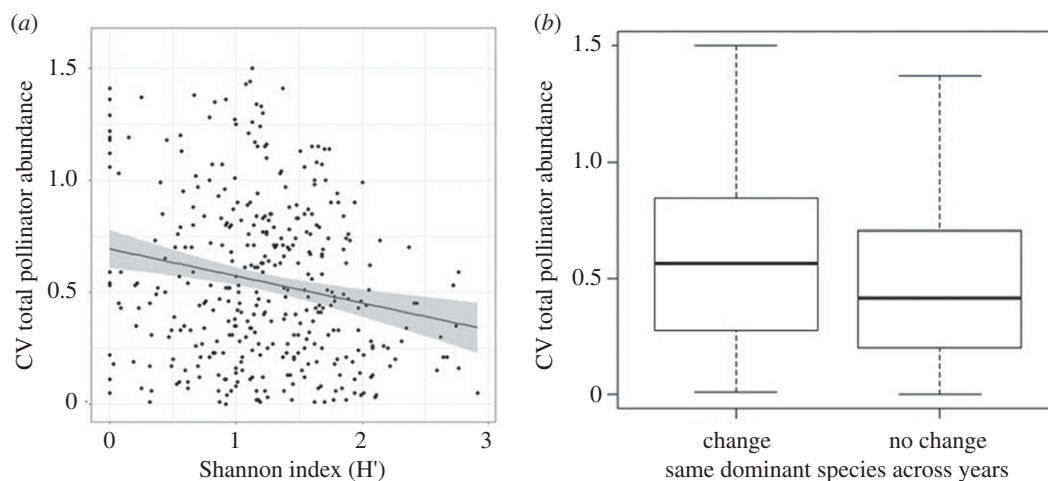 (a)
CV total pollinator abundance
1.5
1.0
0.5
0
0 1 2 3
Shannon index (H')
(b)
CV total pollinator abundance
1.5
1.0
0.5
0
change no change
same dominant species across years